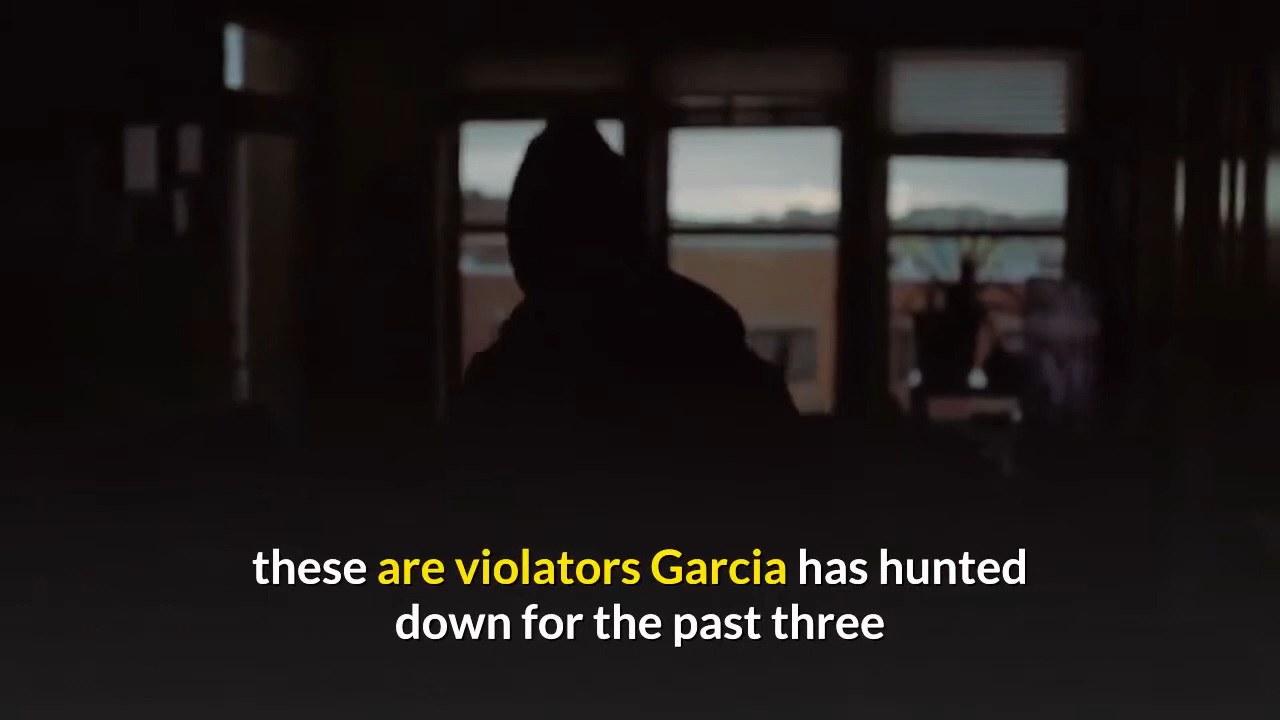 these are violators Garcia has hunted
down for the past three